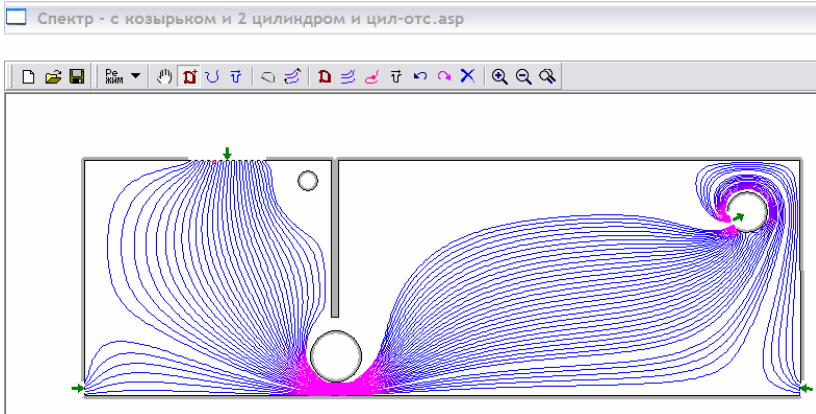 Спектр - с козырьком и 2 цилиндром и цил-отс.asp
Ре
жим